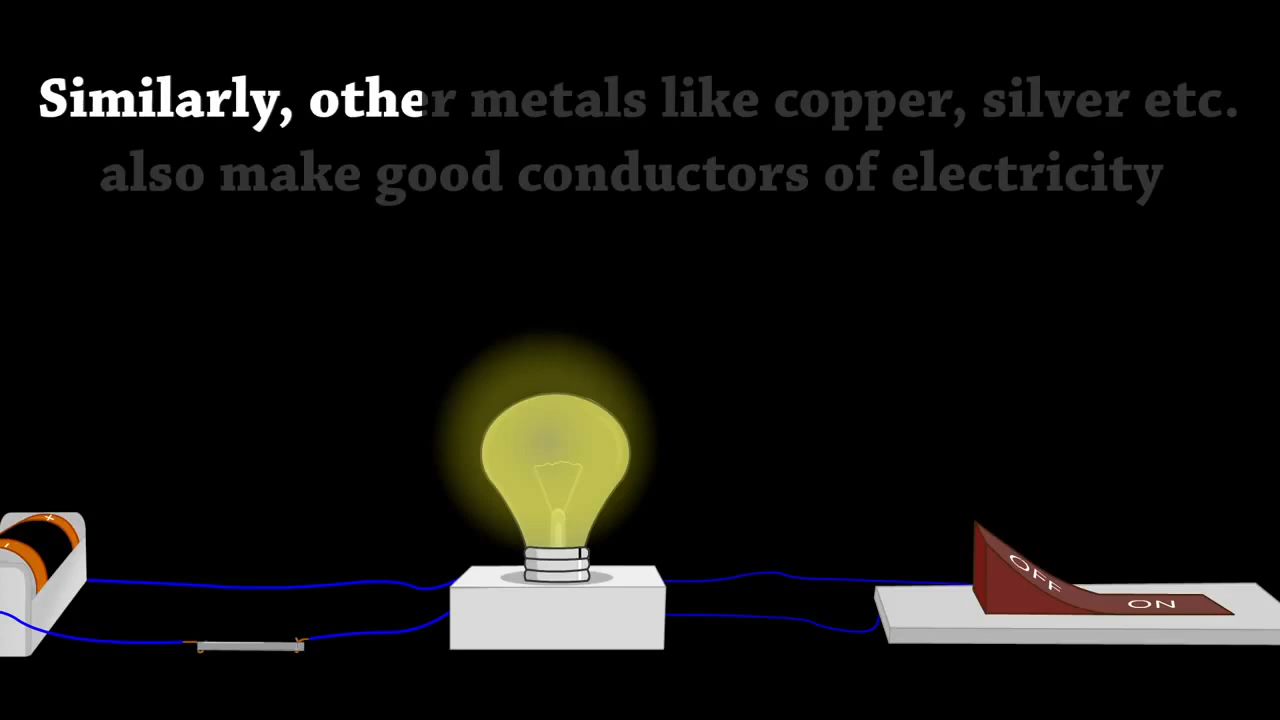 Similarly, other metals like copper, silver etc.
also make good conductors of electricity
+
-
OFF
ON